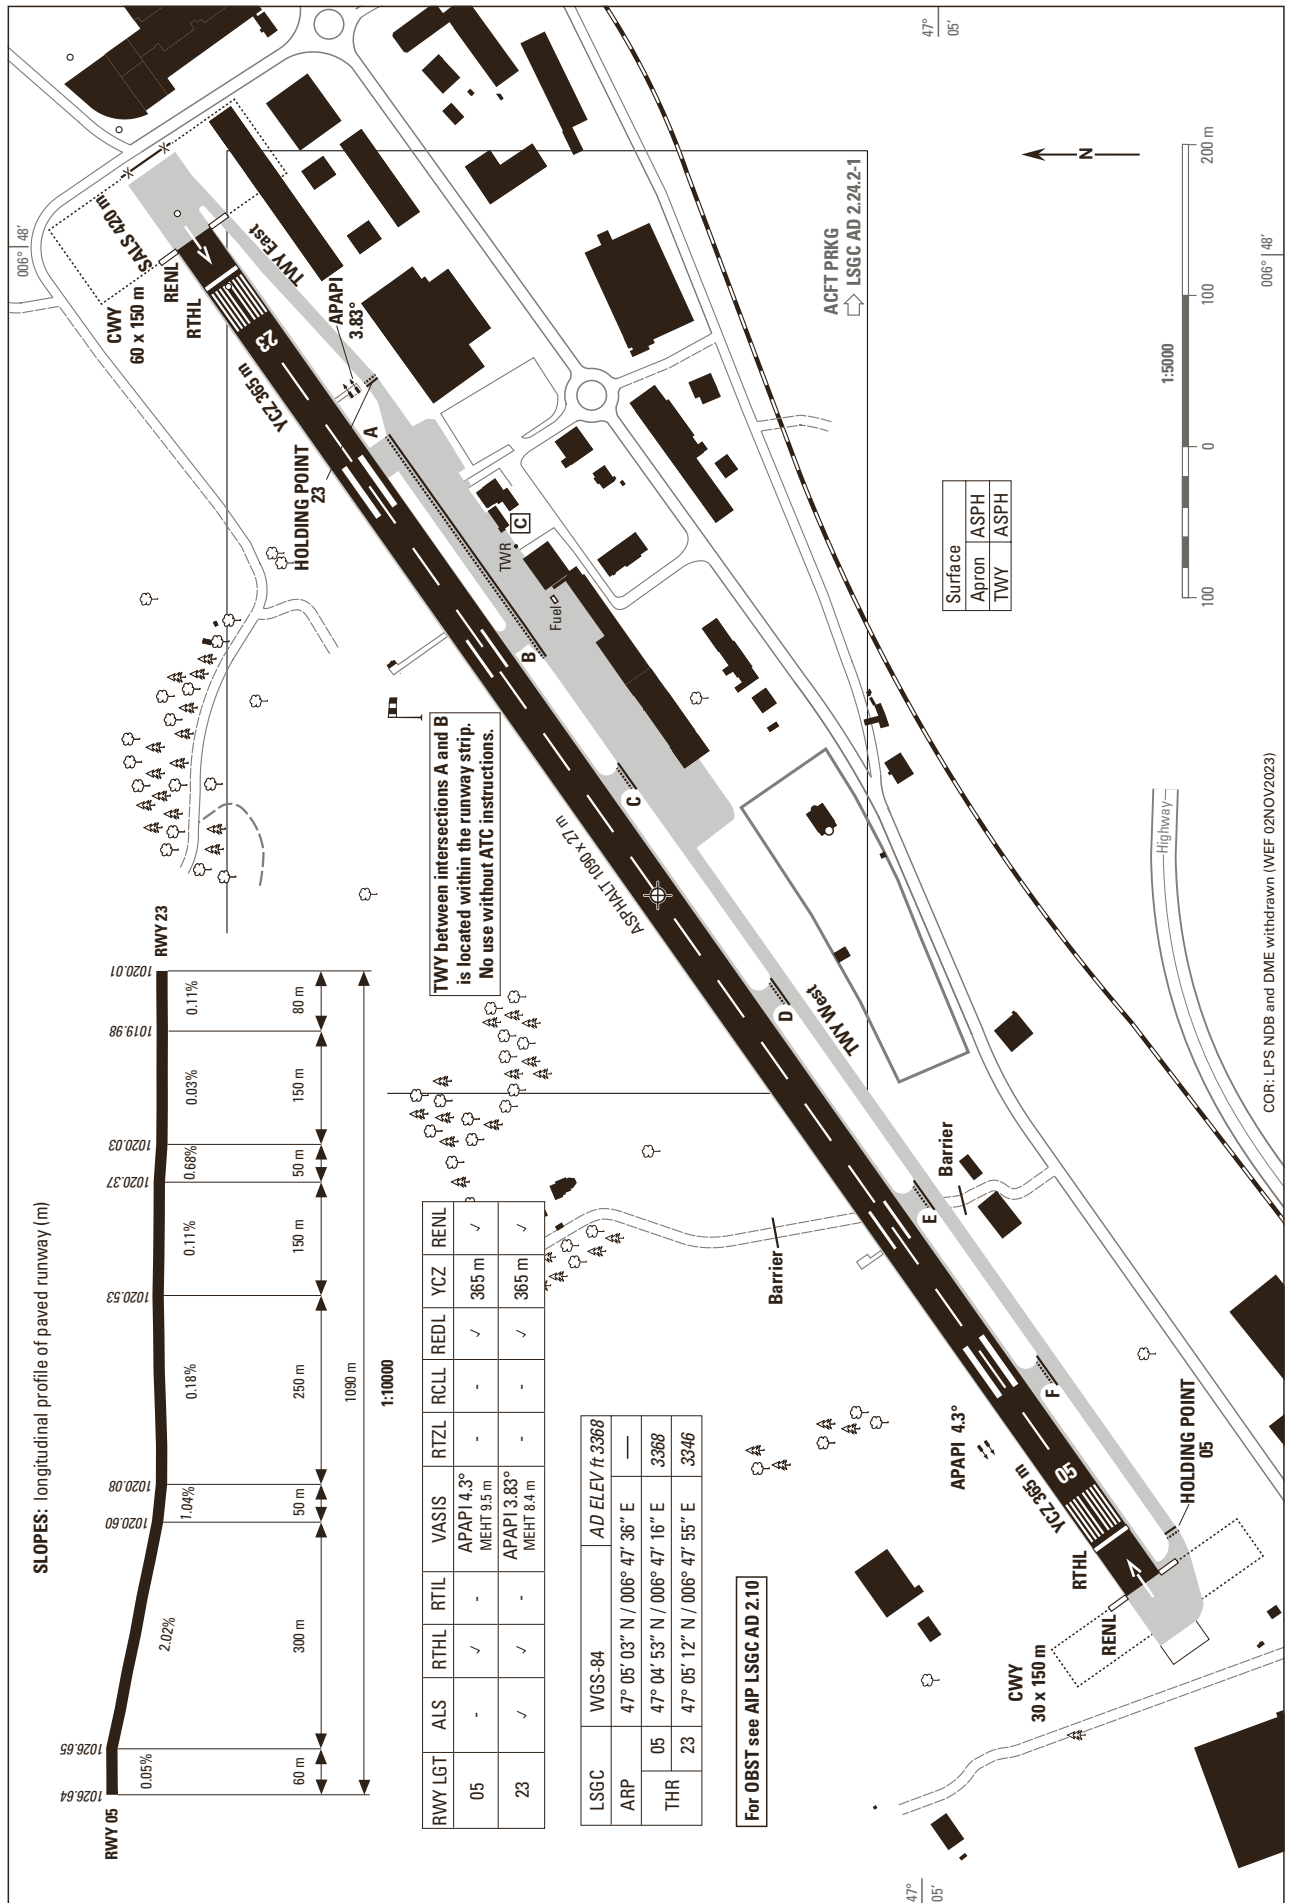 SLOPES: longitudinal profile of paved runway (m)
RWY 05
RWY 23
1026.64
1026.65
1020.60
1020.08
1020.53
1020.37
1020.03
1019.98
1020.01
0.05%
2.02%
1.04%
0.18%
0.11%
0.68%
0.03%
0.11%
60 m
300 m
50 m
250 m
150 m
50 m
150 m
80 m
1090 m
1:10000
RWY LGT ALS RTHL RTIL VASIS RTZL RCLL REDL YCZ RENL
05 - ✓ - APAPI 4.3° MEHT 9.5 m - - ✓ 365 m ✓
23 ✓ ✓ - APAPI 3.83° MEHT 8.4 m - - ✓ 365 m ✓
LSGC WGS-84 AD ELEV ft 3368
ARP 47° 05' 03" N / 006° 47' 36" E —
THR 05 47° 04' 53" N / 006° 47' 16" E 3368
23 47° 05' 12" N / 006° 47' 55" E 3346
For OBST see AIP LSGC AD 2.10
TWY between intersections A and B
is located within the runway strip.
No use without ATC instructions.
006° 48'
47°
05'
CWY
60 x 150 m
SALS 420 m
RENL
RTHL
TWY East
APAPI
3.83°
23
YCZ 365 m
HOLDING POINT
23
A
C
TWR
Fuel
B
C
ASPHALT 1090 x 27 m
D
TWY West
E
Barrier
Barrier
F
APAPI 4.3°
05
YCZ 365 m
HOLDING POINT
05
RTHL
RENL
CWY
30 x 150 m
47°
05'
ACFT PRKG
LSGC AD 2.24.2-1
N
1:5000
100 0 100 200 m
Surface
Apron ASPH
TWY ASPH
Highway
006° 48'
COR: LPS NDB and DME withdrawn (WEF 02NOV2023)